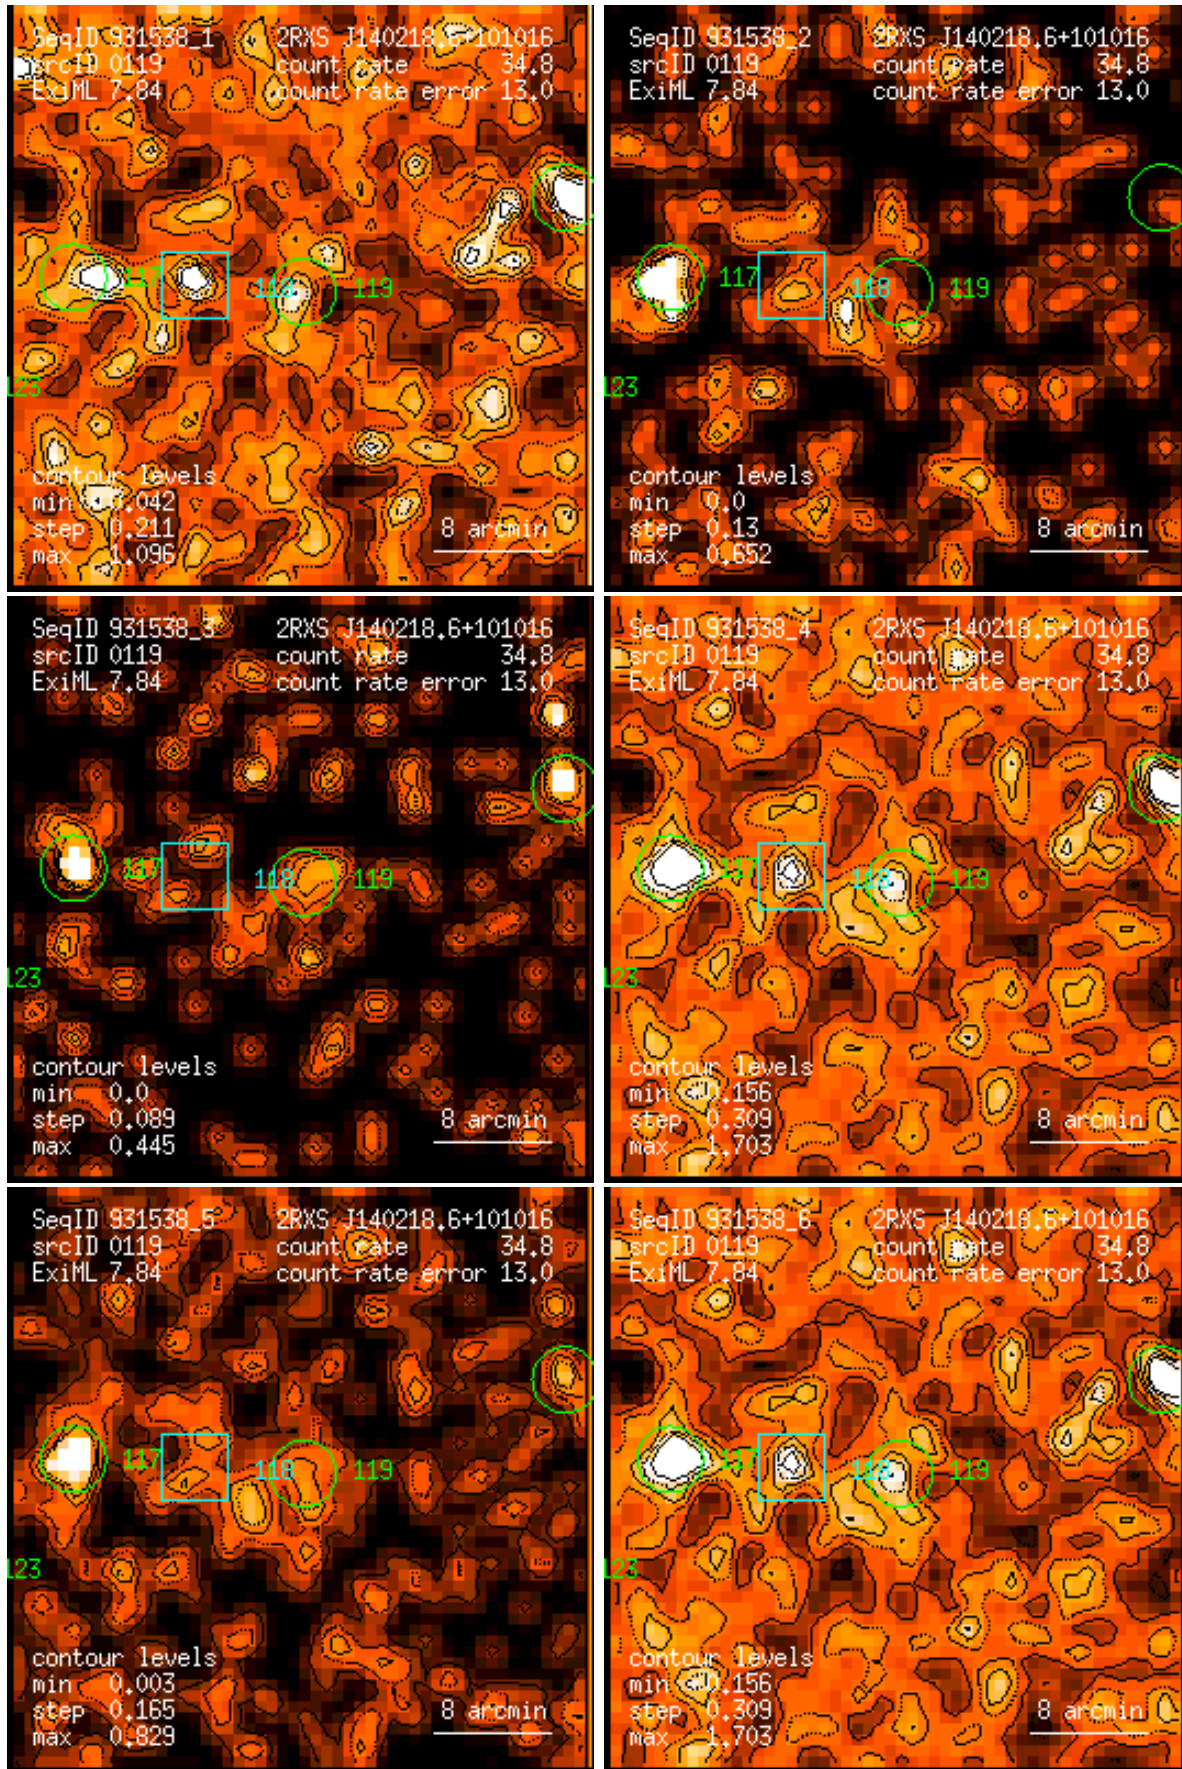 SeqID 931538_1 2RXS J140218.6+101016
srcID 0119 count rate 34.8
ExiML 7.84 count rate error 13.0
117 118 119
123
contour levels
min 0.042
step 0.211 8 arcmin
max 1.096
SeqID 931538_2 2RXS J140218.6+101016
srcID 0119 count rate 34.8
ExiML 7.84 count rate error 13.0
117 118 119
123
contour levels
min 0.0
step 0.13 8 arcmin
max 0.652
SeqID 931538_3 2RXS J140218.6+101016
srcID 0119 count rate 34.8
ExiML 7.84 count rate error 13.0
117 118 119
123
contour levels
min 0.0
step 0.089 8 arcmin
max 0.445
SeqID 931538_4 2RXS J140218.6+101016
srcID 0119 count rate 34.8
ExiML 7.84 count rate error 13.0
117 118 119
123
contour levels
min 0.156
step 0.309 8 arcmin
max 1.703
SeqID 931538_5 2RXS J140218.6+101016
srcID 0119 count rate 34.8
ExiML 7.84 count rate error 13.0
117 118 119
123
contour levels
min 0.003
step 0.165 8 arcmin
max 0.829
SeqID 931538_6 2RXS J140218.6+101016
srcID 0119 count rate 34.8
ExiML 7.84 count rate error 13.0
117 118 119
123
contour levels
min 0.156
step 0.309 8 arcmin
max 1.703